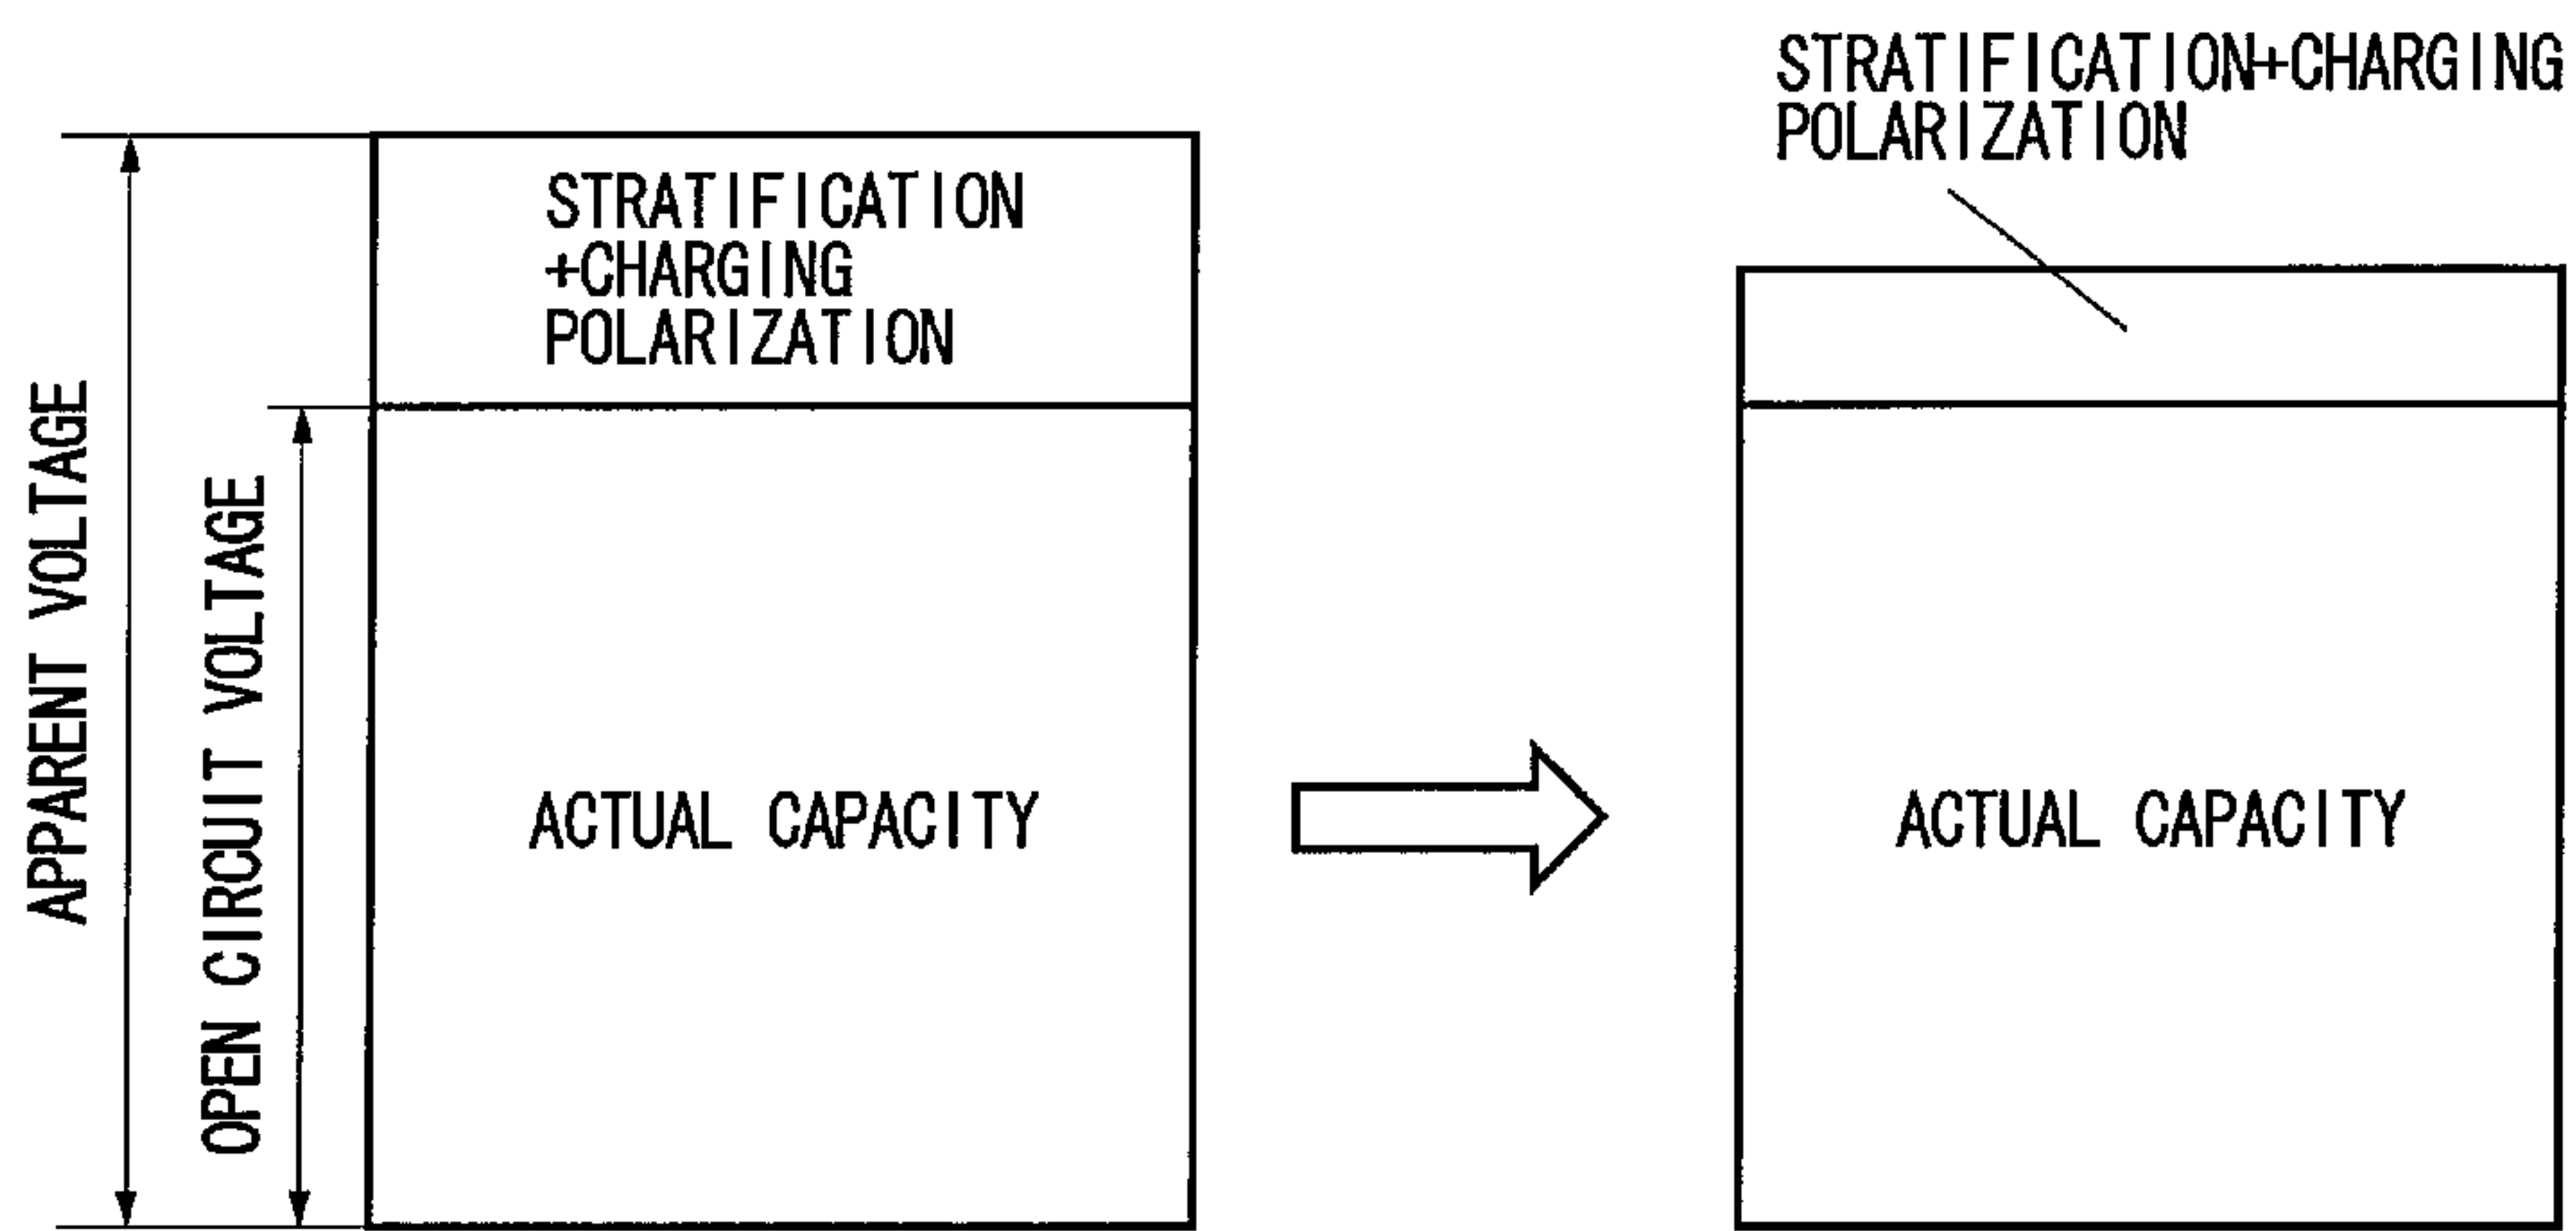 APPARENT VOLTAGE
OPEN CIRCUIT VOLTAGE
STRATIFICATION
+CHARGING
POLARIZATION
ACTUAL CAPACITY
STRATIFICATION+CHARGING
POLARIZATION
ACTUAL CAPACITY